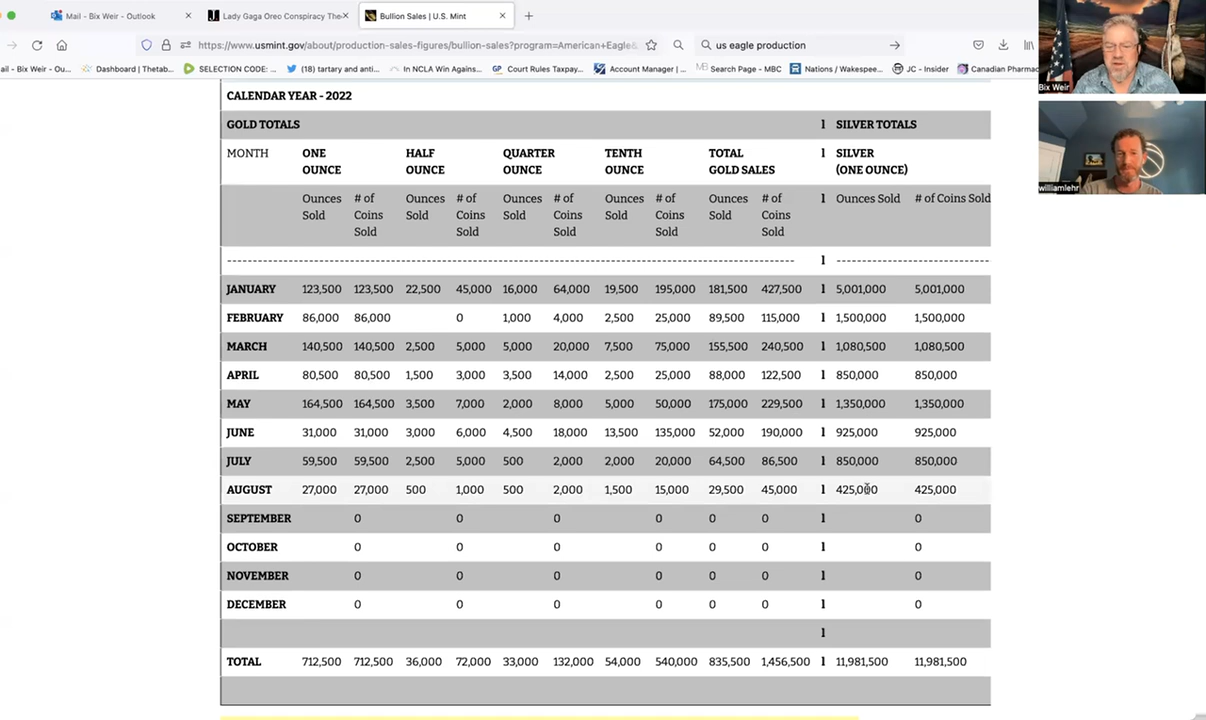 Mail - Bix Weir - Outlook × Lady Gaga Oreo Conspiracy The × Bullion Sales | U.S. Mint × +
https://www.usmint.gov/about/production-sales-figures/bullion-sales?program=American+Eagle& us eagle production →
ail - Bix Weir - Ou... Dashboard | Thetab... SELECTION CODE: ... (18) tartary and anti... In NCLA Win Agains... GP Court Rules Taxpay... Account Manager |... MB Search Page - MBC Nations / Wakespee... JC - Insider Canadian Pharmac
Bix Weir
williamlehr
CALENDAR YEAR - 2022
GOLD TOTALS l SILVER TOTALS
MONTH ONE OUNCE HALF OUNCE QUARTER OUNCE TENTH OUNCE TOTAL GOLD SALES l SILVER (ONE OUNCE)
Ounces Sold # of Coins Sold Ounces Sold # of Coins Sold Ounces Sold # of Coins Sold Ounces Sold # of Coins Sold Ounces Sold # of Coins Sold l Ounces Sold # of Coins Sold
l
JANUARY 123,500 123,500 22,500 45,000 16,000 64,000 19,500 195,000 181,500 427,500 l 5,001,000 5,001,000
FEBRUARY 86,000 86,000 0 1,000 4,000 2,500 25,000 89,500 115,000 l 1,500,000 1,500,000
MARCH 140,500 140,500 2,500 5,000 5,000 20,000 7,500 75,000 155,500 240,500 l 1,080,500 1,080,500
APRIL 80,500 80,500 1,500 3,000 3,500 14,000 2,500 25,000 88,000 122,500 l 850,000 850,000
MAY 164,500 164,500 3,500 7,000 2,000 8,000 5,000 50,000 175,000 229,500 l 1,350,000 1,350,000
JUNE 31,000 31,000 3,000 6,000 4,500 18,000 13,500 135,000 52,000 190,000 l 925,000 925,000
JULY 59,500 59,500 2,500 5,000 500 2,000 2,000 20,000 64,500 86,500 l 850,000 850,000
AUGUST 27,000 27,000 500 1,000 500 2,000 1,500 15,000 29,500 45,000 l 425,000 425,000
SEPTEMBER 0 0 0 0 0 0 l 0
OCTOBER 0 0 0 0 0 0 l 0
NOVEMBER 0 0 0 0 0 0 l 0
DECEMBER 0 0 0 0 0 0 l 0
l
TOTAL 712,500 712,500 36,000 72,000 33,000 132,000 54,000 540,000 835,500 1,456,500 l 11,981,500 11,981,500